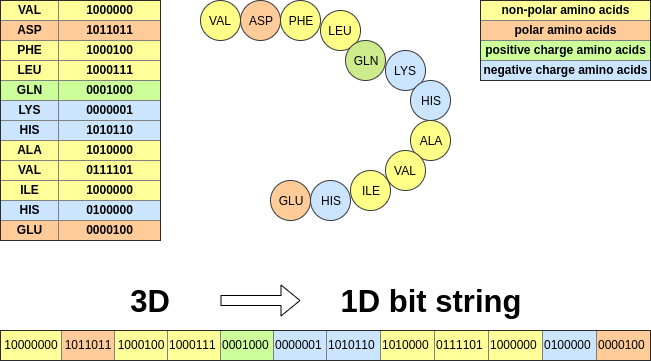 VAL 1000000
ASP 1011011
PHE 1000100
LEU 1000111
GLN 0001000
LYS 0000001
HIS 1010110
ALA 1010000
VAL 0111101
ILE 1000000
HIS 0100000
GLU 0000100
VAL
ASP
PHE
LEU
GLN
LYS
HIS
ALA
VAL
ILE
HIS
GLU
non-polar amino acids
polar amino acids
positive charge amino acids
negative charge amino acids
3D 1D bit string
10000000 1011011 1000100 1000111 0001000 0000001 1010110 1010000 0111101 1000000 0100000 0000100